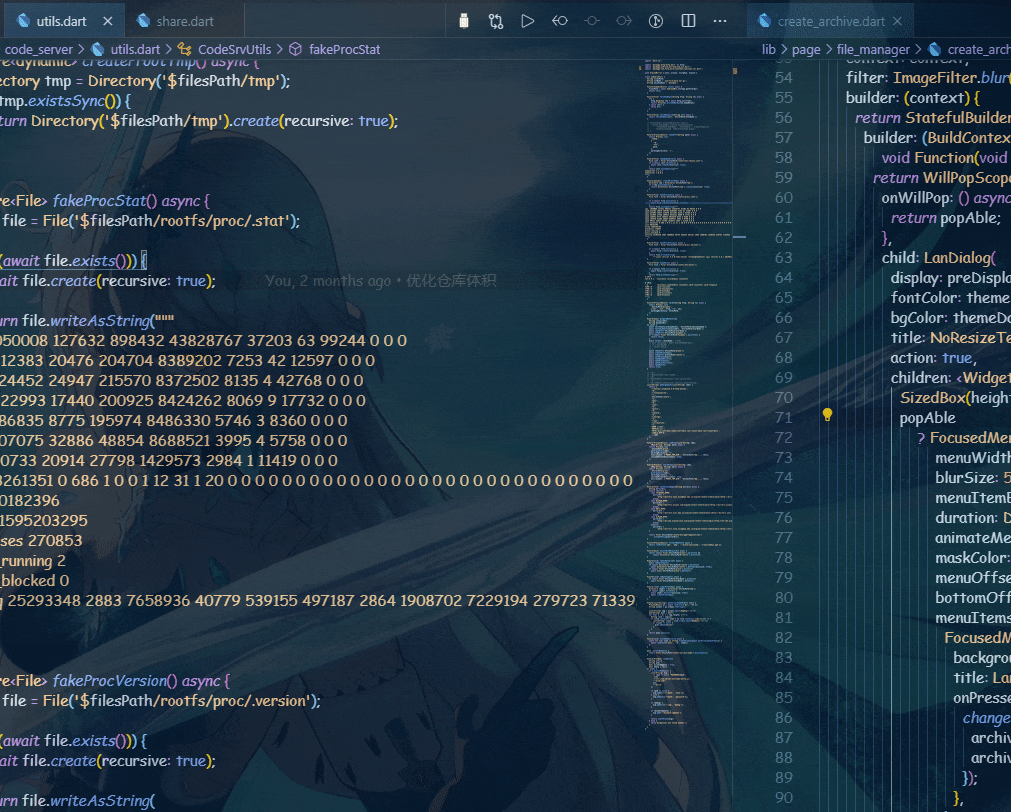 utils.dart
share.dart
create_archive.dart
code_server > utils.dart > CodeSrvUtils > fakeProcStat
createRootTmp() async {
ectory tmp = Directory('$filesPath/tmp');
tmp.existsSync()) {
turn Directory('$filesPath/tmp').create(recursive: true);
re<File> fakeProcStat() async {
file = File('$filesPath/rootfs/proc/.stat');
(await file.exists())) {
ait file.create(recursive: true);
You, 2 months ago • 优化仓库体积
urn file.writeAsString("""
050008 127632 898432 43828767 37203 63 99244 0 0 0
12383 20476 204704 8389202 7253 42 12597 0 0 0
24452 24947 215570 8372502 8135 4 42768 0 0 0
22993 17440 200925 8424262 8069 9 17732 0 0 0
86835 8775 195974 8486330 5746 3 8360 0 0 0
07075 32886 48854 8688521 3995 4 5758 0 0 0
0733 20914 27798 1429573 2984 1 11419 0 0 0
3261351 0 686 1 0 0 1 12 31 1 20 0 0 0 0 0 0 0 0 0 0 0 0 0 0 0 0 0 0 0 0 0 0 0 0 0
0182396
1595203295
ses 270853
_running 2
_blocked 0
q 25293348 2883 7658936 40779 539155 497187 2864 1908702 7229194 279723 71339
re<File> fakeProcVersion() async {
file = File('$filesPath/rootfs/proc/.version');
(await file.exists())) {
ait file.create(recursive: true);
urn file.writeAsString(
lib > page > file_manager > create_arch
53 context: context,
54 filter: ImageFilter.blur(
55 builder: (context) {
56 return StatefulBuilder
57 builder: (BuildContex
58 void Function(void
59 return WillPopScope
60 onWillPop: () async
61 return popAble;
62 },
63 child: LanDialog(
64 display: preDispla
65 fontColor: theme
66 bgColor: themeDa
67 title: NoResizeTe
68 action: true,
69 children: <Widget
70 SizedBox(heigh
71 popAble
72 ? FocusedMen
73 menuWidth
74 blurSize: 5
75 menuItemE
76 duration: D
77 animateMe
78 maskColor:
79 menuOffse
80 bottomOff
81 menuItems
82 FocusedM
83 backgrou
84 title: Lan
85 onPresse
86 change
87 archiv
88 archiv
89 });
90 },